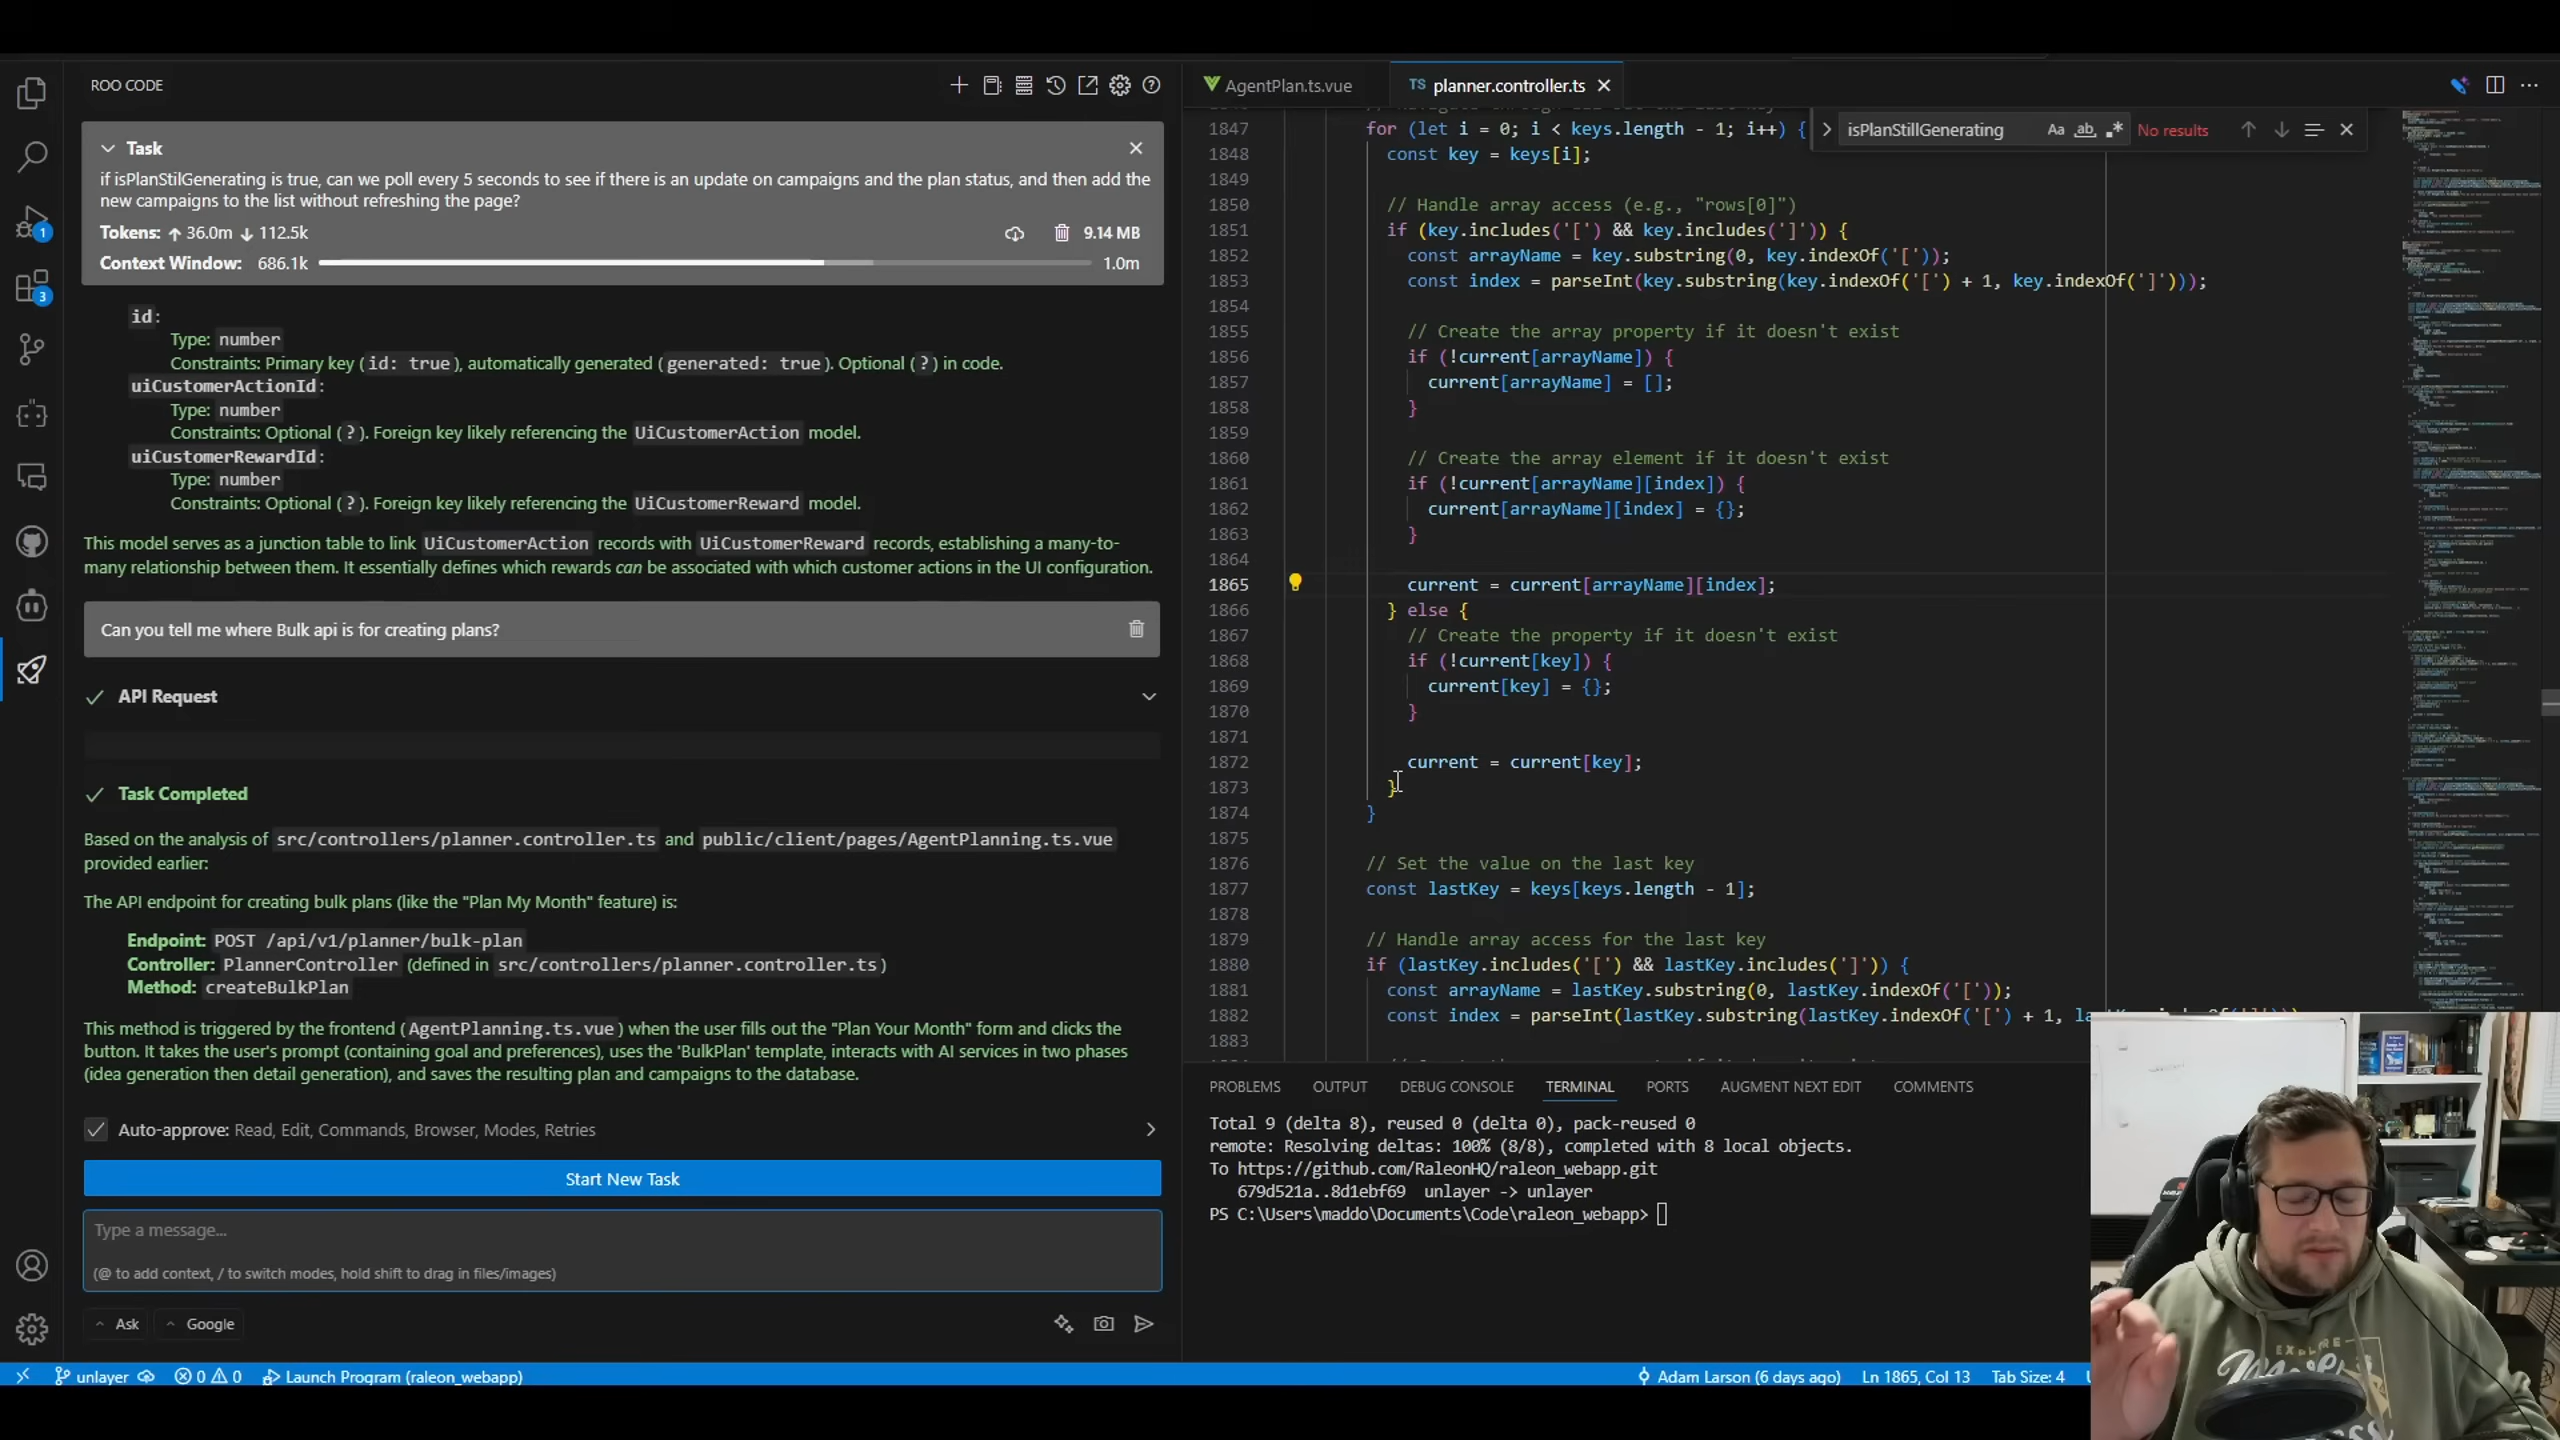 ROO CODE
Task
if isPlanStilGenerating is true, can we poll every 5 seconds to see if there is an update on campaigns and the plan status, and then add the
new campaigns to the list without refreshing the page?
Tokens: ↑ 36.0m ↓ 112.5k
9.14 MB
Context Window: 686.1k
1.0m
id:
Type: number
Constraints: Primary key (id: true), automatically generated (generated: true). Optional (?) in code.
uiCustomerActionId:
Type: number
Constraints: Optional (?). Foreign key likely referencing the UiCustomerAction model.
uiCustomerRewardId:
Type: number
Constraints: Optional (?). Foreign key likely referencing the UiCustomerReward model.
This model serves as a junction table to link UiCustomerAction records with UiCustomerReward records, establishing a many-to-
many relationship between them. It essentially defines which rewards can be associated with which customer actions in the UI configuration.
Can you tell me where Bulk api is for creating plans?
API Request
Task Completed
Based on the analysis of src/controllers/planner.controller.ts and public/client/pages/AgentPlanning.ts.vue
provided earlier:
The API endpoint for creating bulk plans (like the "Plan My Month" feature) is:
Endpoint: POST /api/v1/planner/bulk-plan
Controller: PlannerController (defined in src/controllers/planner.controller.ts)
Method: createBulkPlan
This method is triggered by the frontend (AgentPlanning.ts.vue) when the user fills out the "Plan Your Month" form and clicks the
button. It takes the user's prompt (containing goal and preferences), uses the 'BulkPlan' template, interacts with AI services in two phases
(idea generation then detail generation), and saves the resulting plan and campaigns to the database.
Auto-approve: Read, Edit, Commands, Browser, Modes, Retries
Start New Task
Type a message...
(@ to add context, / to switch modes, hold shift to drag in files/images)
Ask
Google
1
3
AgentPlan.ts.vue
TS planner.controller.ts
isPlanStillGenerating
Aa ab .*
No results
1847 for (let i = 0; i < keys.length - 1; i++) {
1848 const key = keys[i];
1849
1850 // Handle array access (e.g., "rows[0]")
1851 if (key.includes('[') && key.includes(']')) {
1852 const arrayName = key.substring(0, key.indexOf('['));
1853 const index = parseInt(key.substring(key.indexOf('[') + 1, key.indexOf(']')));
1854
1855 // Create the array property if it doesn't exist
1856 if (!current[arrayName]) {
1857 current[arrayName] = [];
1858 }
1859
1860 // Create the array element if it doesn't exist
1861 if (!current[arrayName][index]) {
1862 current[arrayName][index] = {};
1863 }
1864
1865 current = current[arrayName][index];
1866 } else {
1867 // Create the property if it doesn't exist
1868 if (!current[key]) {
1869 current[key] = {};
1870 }
1871
1872 current = current[key];
1873 }
1874 }
1875
1876 // Set the value on the last key
1877 const lastKey = keys[keys.length - 1];
1878
1879 // Handle array access for the last key
1880 if (lastKey.includes('[') && lastKey.includes(']')) {
1881 const arrayName = lastKey.substring(0, lastKey.indexOf('['));
1882 const index = parseInt(lastKey.substring(lastKey.indexOf('[') + 1,
1883
PROBLEMS OUTPUT DEBUG CONSOLE TERMINAL PORTS AUGMENT NEXT EDIT COMMENTS
Total 9 (delta 8), reused 0 (delta 0), pack-reused 0
remote: Resolving deltas: 100% (8/8), completed with 8 local objects.
To https://github.com/RaleonHQ/raleon_webapp.git
679d521a..8d1ebf69 unlayer -> unlayer
PS C:\Users\maddo\Documents\Code\raleon_webapp>
EXPLORE
unlayer
0 0
Launch Program (raleon_webapp)
Adam Larson (6 days ago)
Ln 1865, Col 13
Tab Size: 4